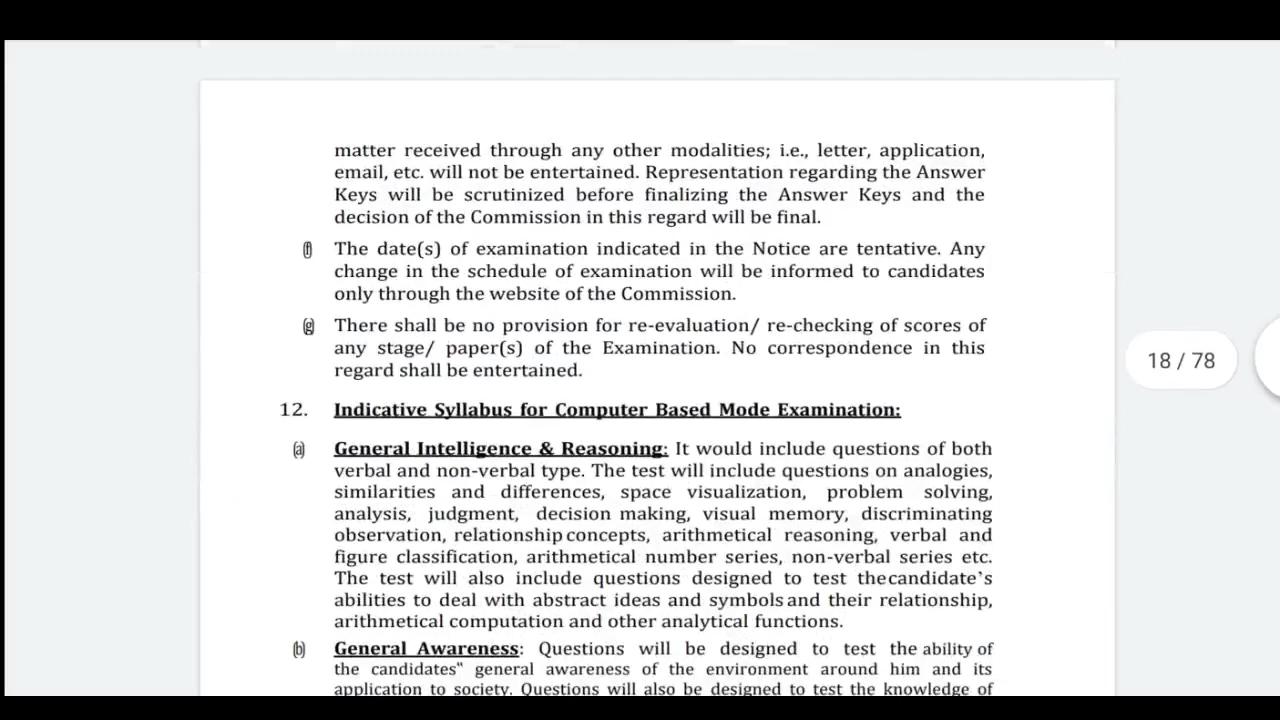 matter received through any other modalities; i.e., letter, application,
email, etc. will not be entertained. Representation regarding the Answer
Keys will be scrutinized before finalizing the Answer Keys and the
decision of the Commission in this regard will be final.
(f) The date(s) of examination indicated in the Notice are tentative. Any
change in the schedule of examination will be informed to candidates
only through the website of the Commission.
(g) There shall be no provision for re-evaluation/ re-checking of scores of
any stage/ paper(s) of the Examination. No correspondence in this
regard shall be entertained.
18 / 78
12. Indicative Syllabus for Computer Based Mode Examination:
(a) General Intelligence & Reasoning: It would include questions of both
verbal and non-verbal type. The test will include questions on analogies,
similarities and differences, space visualization, problem solving,
analysis, judgment, decision making, visual memory, discriminating
observation, relationship concepts, arithmetical reasoning, verbal and
figure classification, arithmetical number series, non-verbal series etc.
The test will also include questions designed to test thecandidate's
abilities to deal with abstract ideas and symbols and their relationship,
arithmetical computation and other analytical functions.
(b) General Awareness: Questions will be designed to test the ability of
the candidates" general awareness of the environment around him and its
application to society. Questions will also be designed to test the knowledge of